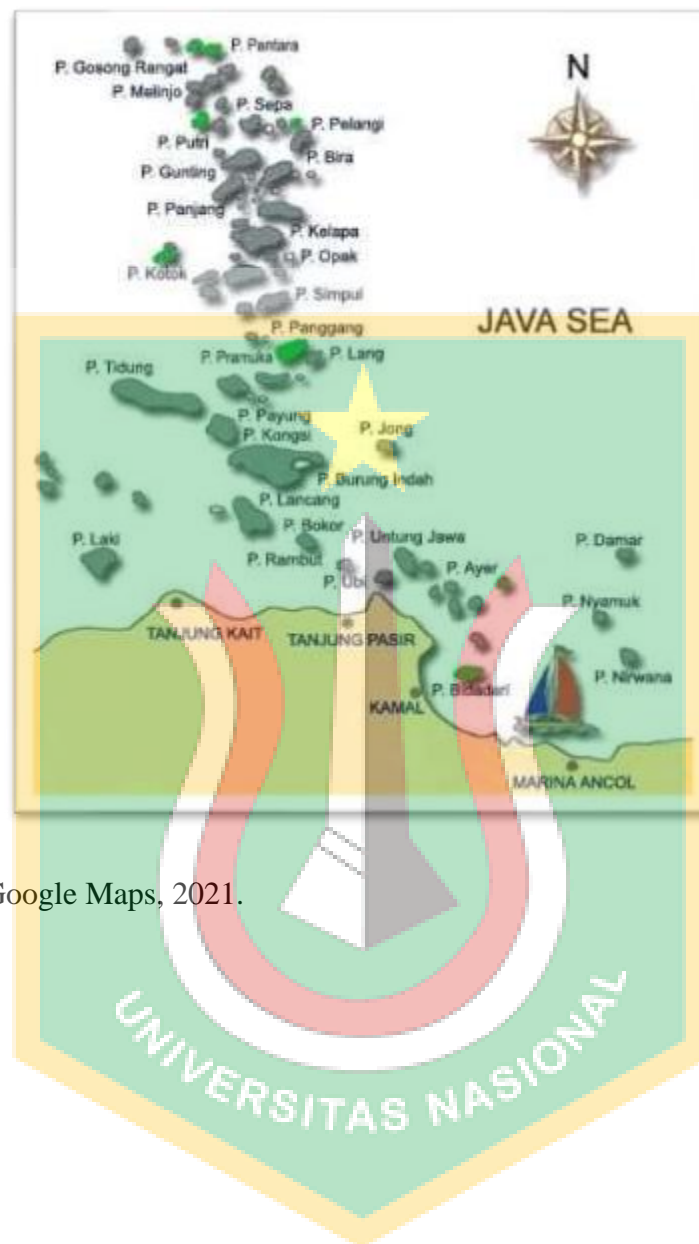 P. Pantara
P. Gosong Rangat
N
P. Melinjo
P. Sepa
P. Pelangi
P. Putri
P. Bira
P. Gunting
P. Panjang
P. Kelapa
P. Opak
P. Kotok
P. Simpul
JAVA SEA
P. Panggang
P. Pramuka
P. Lang
P. Tidung
P. Payung
P. Jong
P. Kongsi
P. Burung Indah
P. Lancang
P. Bokor
P. Untung Jawa
P. Damar
P. Laki
P. Rambut
P. Ayer
P. Ubi
P. Nyamuk
TANJUNG KAIT
TANJUNG PASIR
P. Nirwana
P. Bidadari
KAMAL
MARINA ANCOL
Google Maps, 2021.
UNIVERSITAS NASIONAL